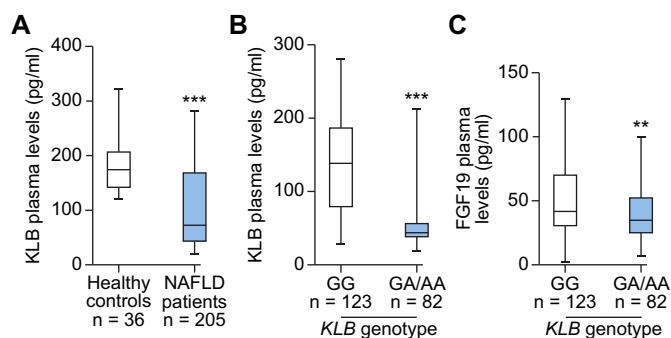 A
KLB plasma levels (pg/ml)
400
300
200
100
0
***
Healthy
controls
n = 36
NAFLD
patients
n = 205
B
KLB plasma levels (pg/ml)
300
200
100
0
***
GG
n = 123
GA/AA
n = 82
KLB genotype
C
FGF19 plasma
levels (pg/ml)
150
100
50
0
**
GG
n = 123
GA/AA
n = 82
KLB genotype